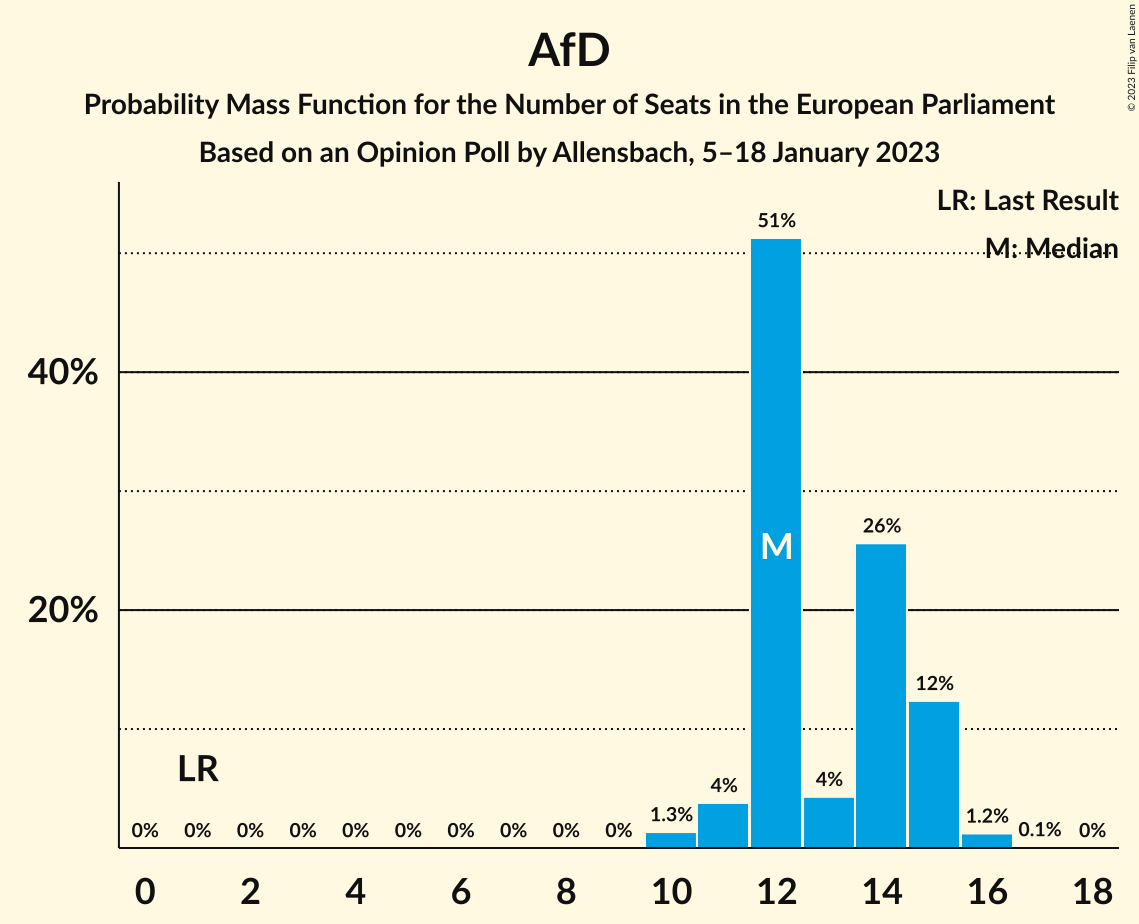 © 2023 Filip van Laenen
AfD
Probability Mass Function for the Number of Seats in the European Parliament
Based on an Opinion Poll by Allensbach, 5–18 January 2023
LR: Last Result
M: Median
51%
40%
M
26%
20%
12%
LR
4%
4%
1.3%
1.2%
0.1%
0% 0% 0% 0% 0% 0% 0% 0% 0% 0% 0%
0 2 4 6 8 10 12 14 16 18